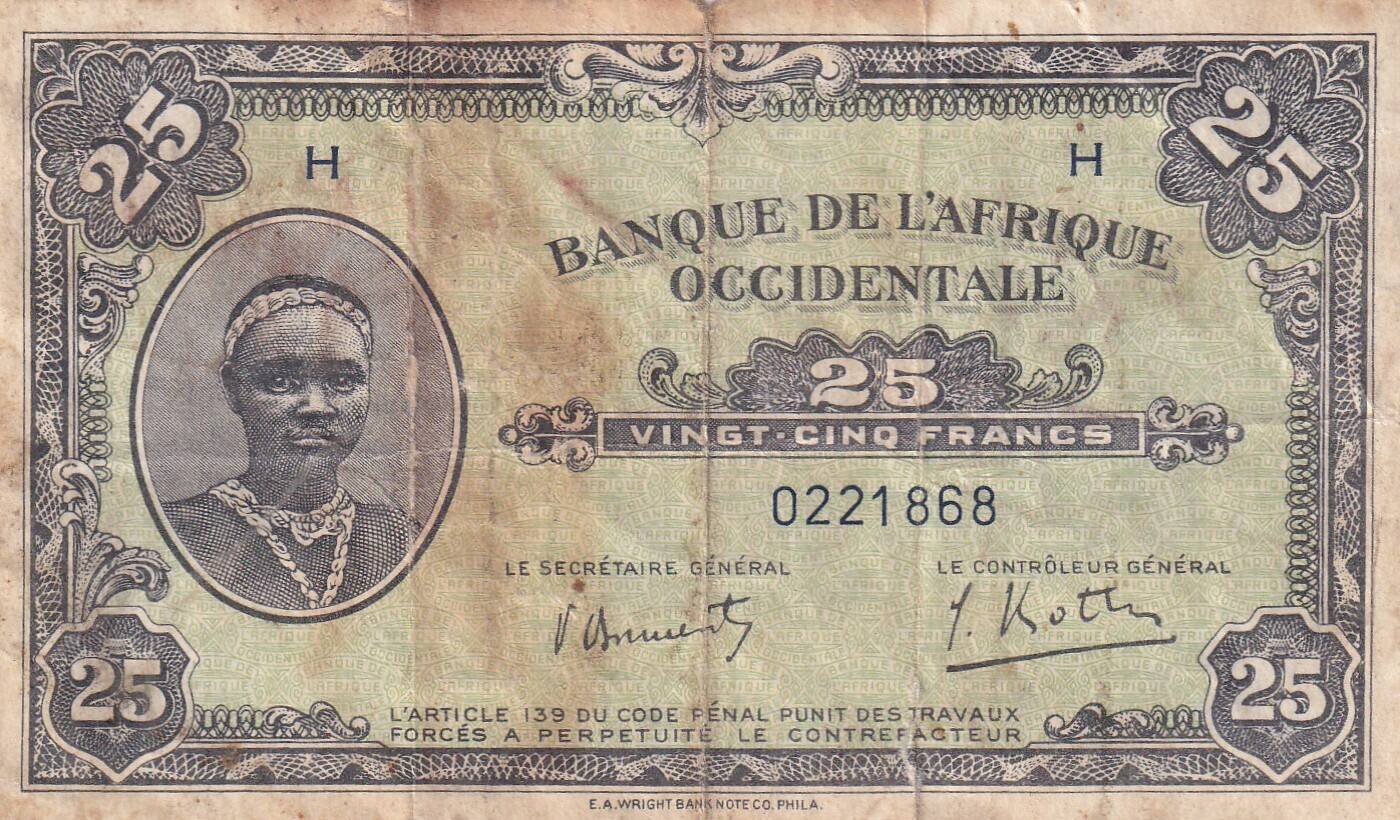 25
25
H
H
BANQUE DE L'AFRIQUE
OCCIDENTALE
25
VINGT-CINQ FRANCS
0221868
LE SECRÉTAIRE GÉNÉRAL
LE CONTRÔLEUR GÉNÉRAL
25
25
L'ARTICLE 139 DU CODE PÉNAL PUNIT DES TRAVAUX
FORCÉS A PERPETUITÉ LE CONTREFACTEUR
E.A.WRIGHT BANK NOTE CO. PHILA.